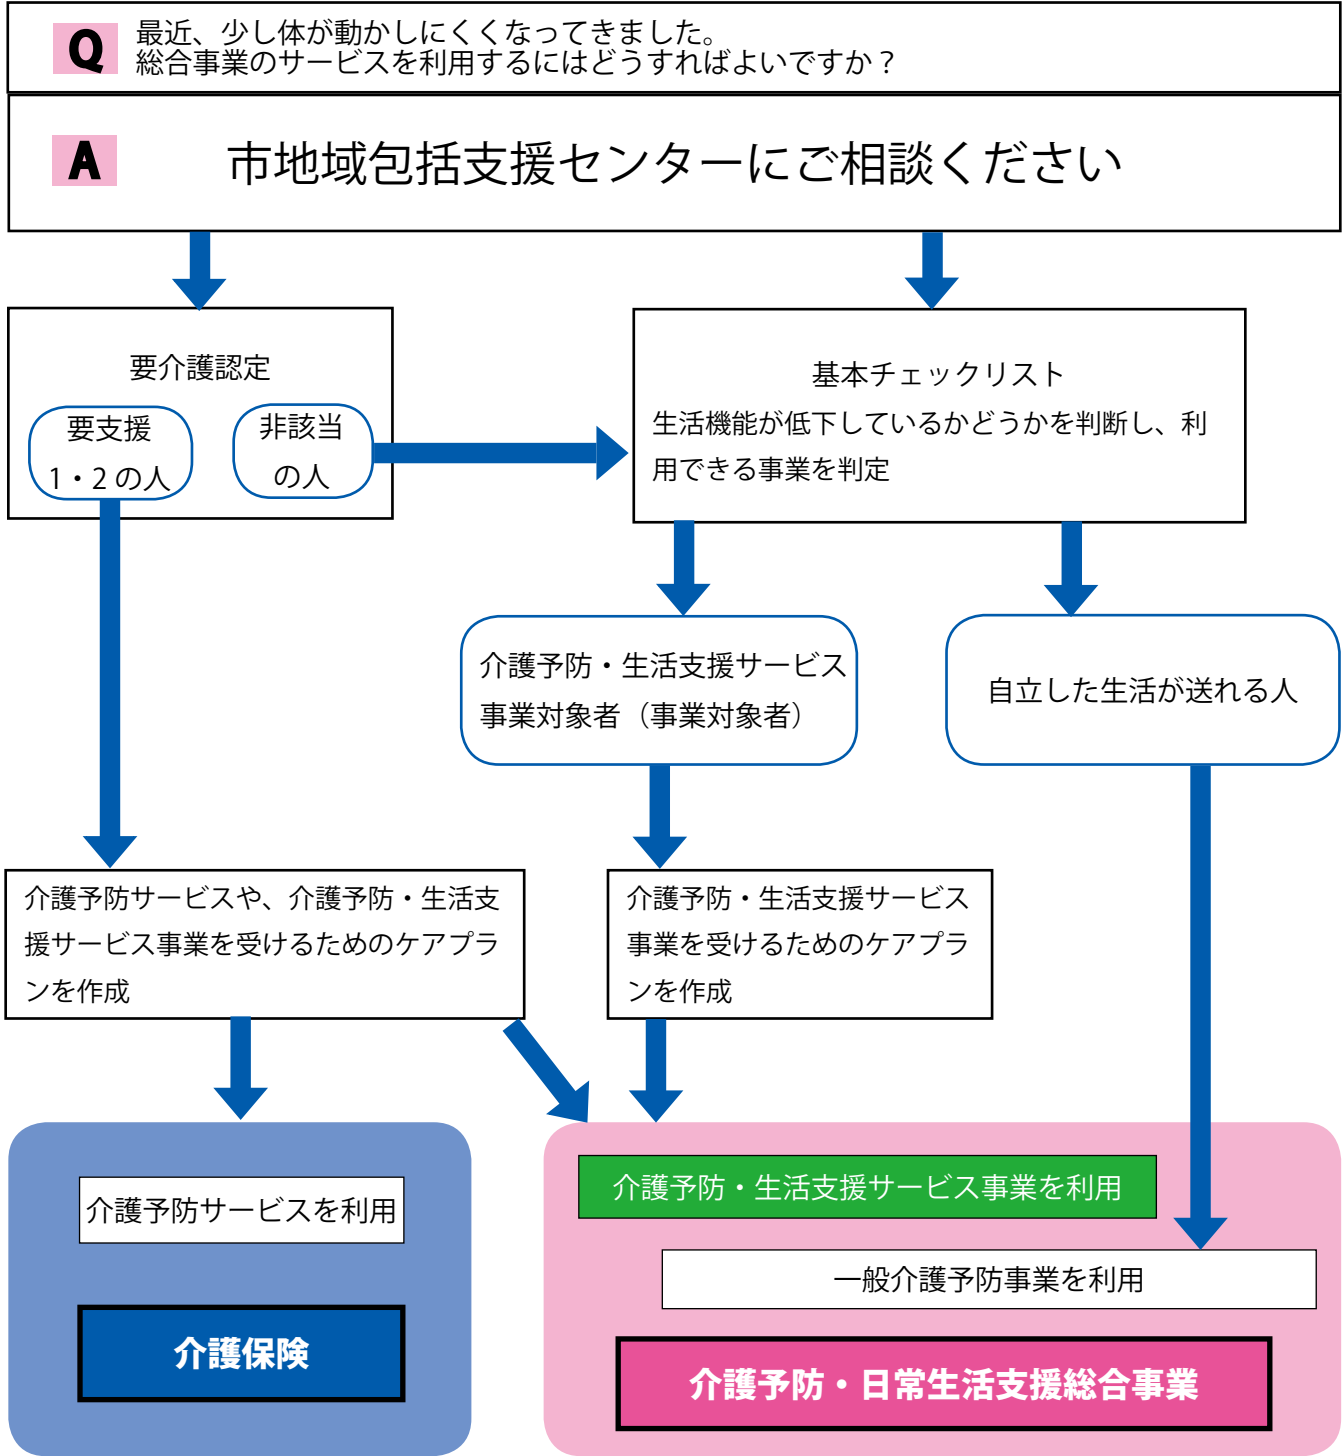 Q
最近、少し体が動かしにくくなってきました。
総合事業のサービスを利用するにはどうすればよいですか？
A
市地域包括支援センターにご相談ください
要介護認定
要支援
1・2の人
非該当
の人
基本チェックリスト
生活機能が低下しているかどうかを判断し、利
用できる事業を判定
介護予防・生活支援サービス
事業対象者（事業対象者）
自立した生活が送れる人
介護予防サービスや、介護予防・生活支
援サービス事業を受けるためのケアプラ
ンを作成
介護予防・生活支援サービス
事業を受けるためのケアプラ
ンを作成
介護予防サービスを利用
介護保険
介護予防・生活支援サービス事業を利用
一般介護予防事業を利用
介護予防・日常生活支援総合事業